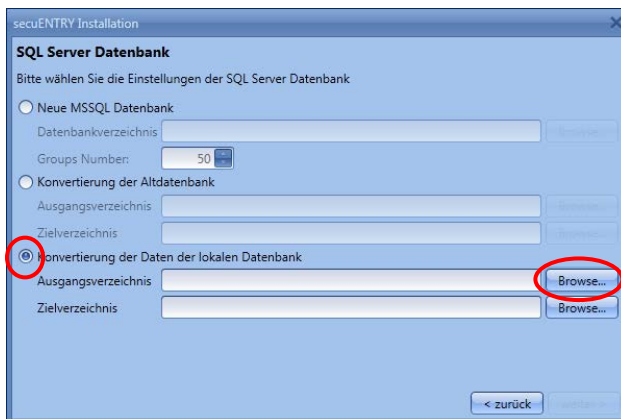 secuENTRY Installation
SQL Server Datenbank
Bitte wählen Sie die Einstellungen der SQL Server Datenbank
Neue MSSQL Datenbank
Datenbankverzeichnis Browse...
Groups Number: 50
Konvertierung der Altdatenbank
Ausgangsverzeichnis Browse...
Zielverzeichnis Browse...
Konvertierung der Daten der lokalen Datenbank
Ausgangsverzeichnis Browse...
Zielverzeichnis Browse...
< zurück weiter >